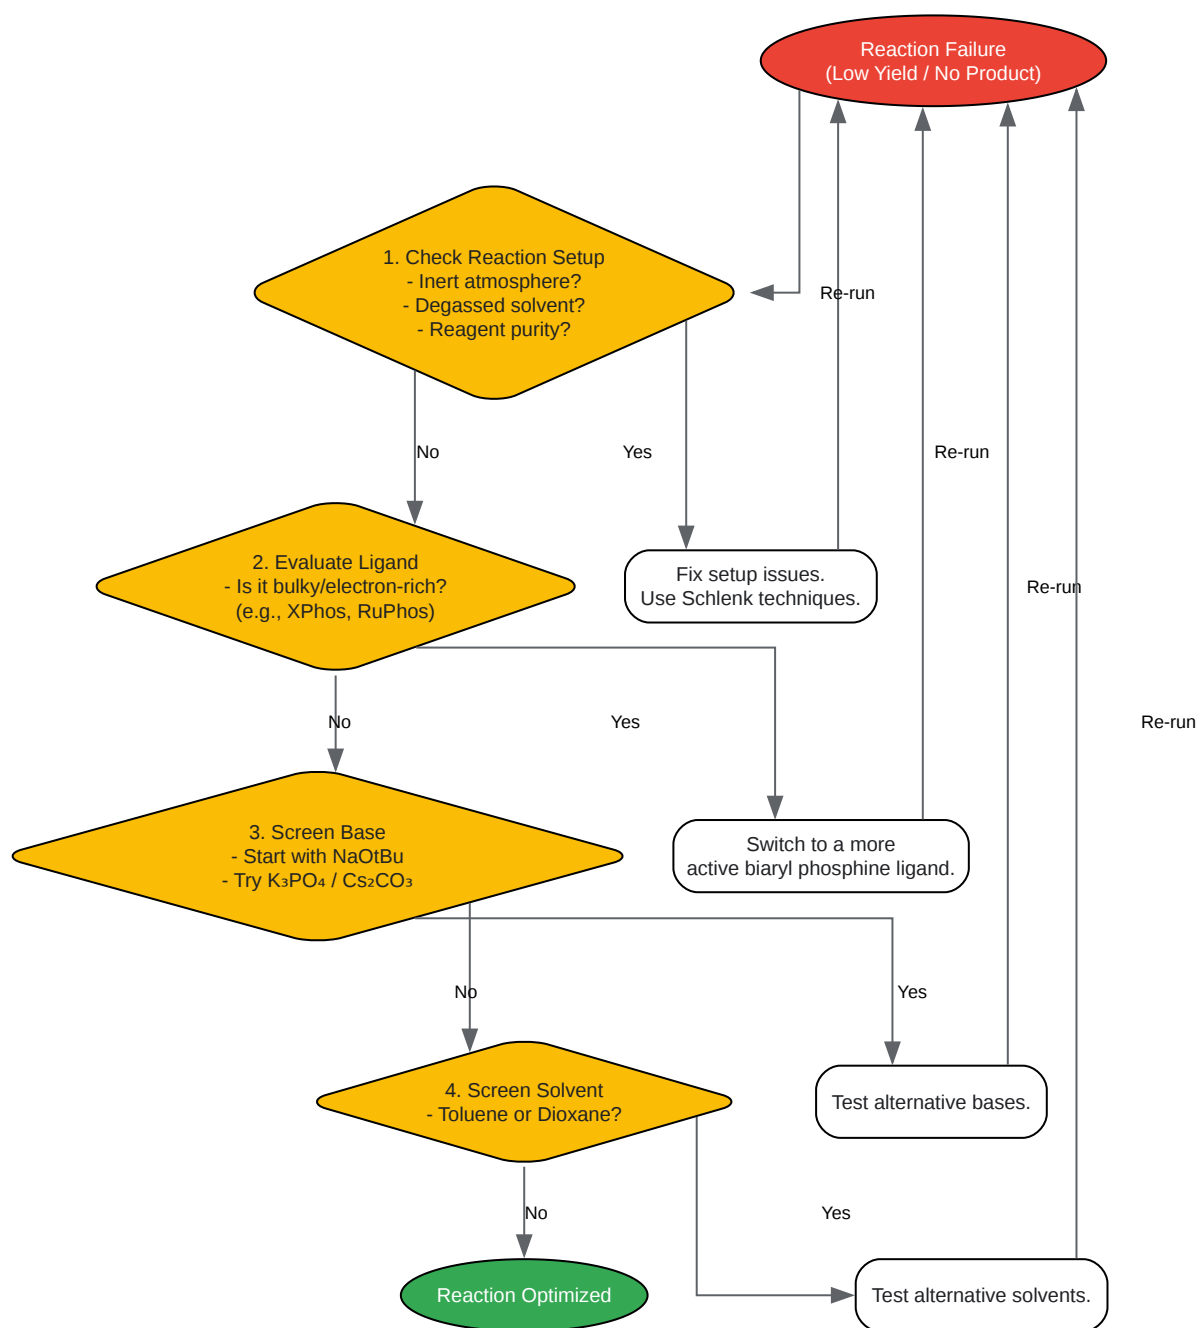 Reaction Failure
(Low Yield / No Product)
1. Check Reaction Setup
- Inert atmosphere?
- Degassed solvent?
- Reagent purity?
Re-run
No
Yes
Re-run
2. Evaluate Ligand
- Is it bulky/electron-rich?
(e.g., XPhos, RuPhos)
Fix setup issues.
Use Schlenk techniques.
Re-run
No
Yes
Re-run
3. Screen Base
- Start with NaOtBu
- Try K₃PO₄ / Cs₂CO₃
Switch to a more
active biaryl phosphine ligand.
No
Yes
4. Screen Solvent
- Toluene or Dioxane?
Test alternative bases.
No
Yes
Reaction Optimized
Test alternative solvents.